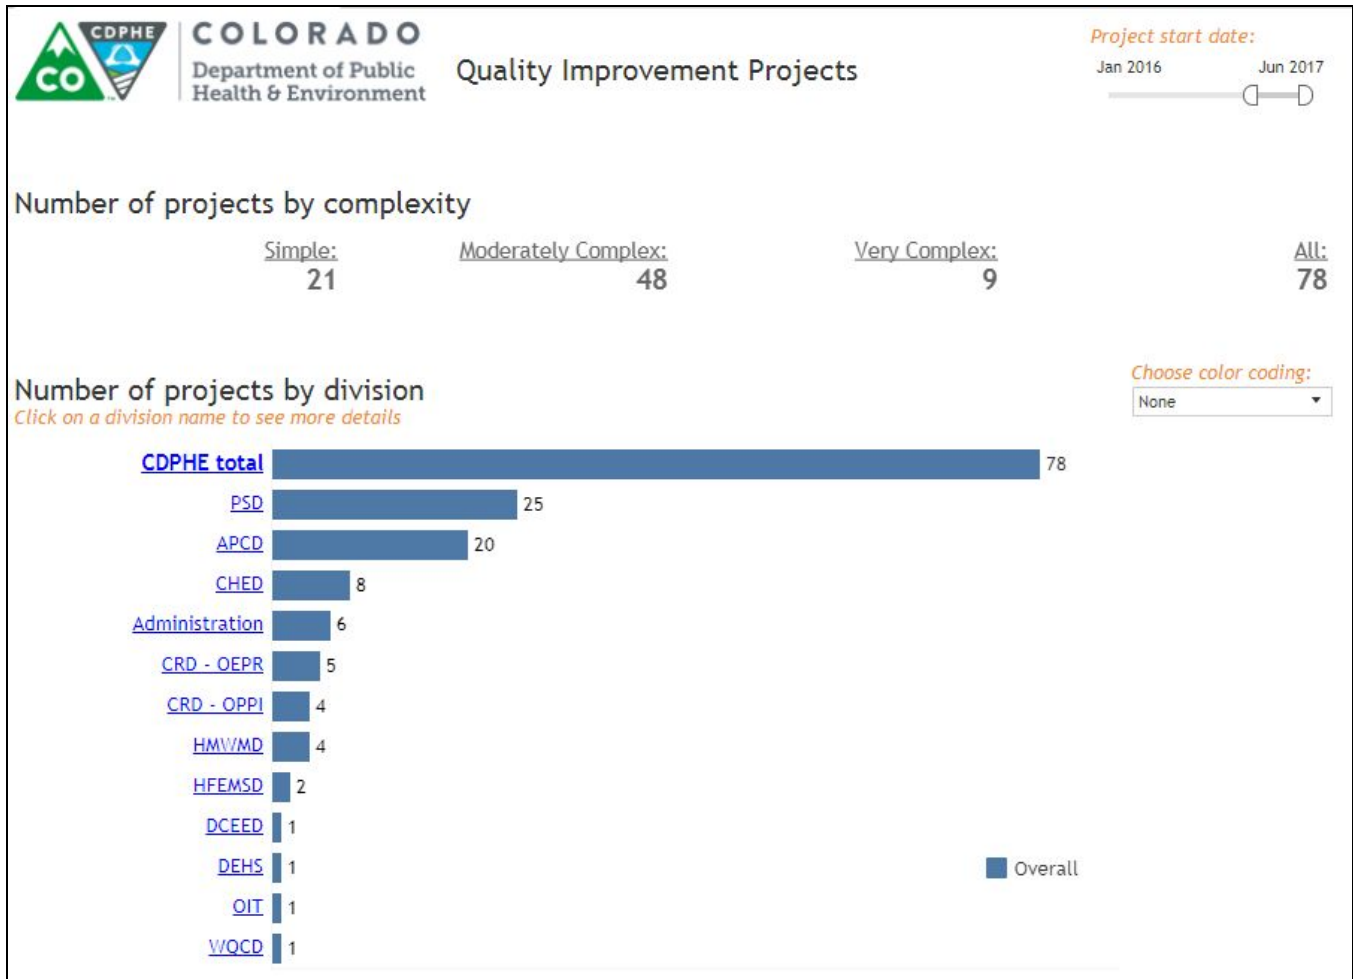 CDPHE
CO
COLORADO
Department of Public
Health & Environment
Quality Improvement Projects
Project start date:
Jan 2016 Jun 2017
Number of projects by complexity
Simple: Moderately Complex: Very Complex: All:
21 48 9 78
Number of projects by division
Click on a division name to see more details
Choose color coding:
None
CDPHE total 78
PSD 25
APCD 20
CHED 8
Administration 6
CRD - OEPR 5
CRD - OPPI 4
HMWMD 4
HFEMSD 2
DCEED 1
DEHS 1
Overall
OIT 1
WQCD 1